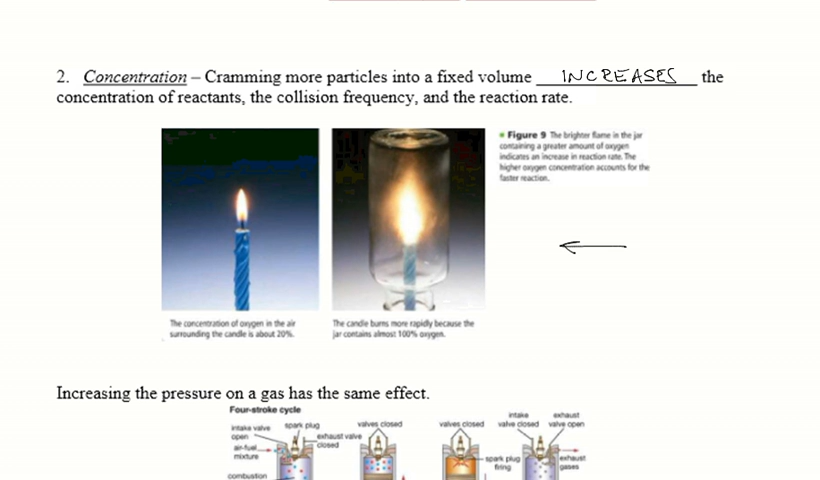 2. Concentration – Cramming more particles into a fixed volume INCREASES the
concentration of reactants, the collision frequency, and the reaction rate.
Figure 9 The brighter flame in the jar
containing a greater amount of oxygen
indicates an increase in reaction rate. The
higher oxygen concentration accounts for the
faster reaction.
The concentration of oxygen in the air
surrounding the candle is about 20%.
The candle burns more rapidly because the
jar contains almost 100% oxygen.
Increasing the pressure on a gas has the same effect.
Four-stroke cycle
intake valve
open
spark plug
exhaust valve
closed
air-fuel
mixture
combustion
valves closed
valves closed
spark plug
firing
intake
valve closed
exhaust
valve open
exhaust
gases